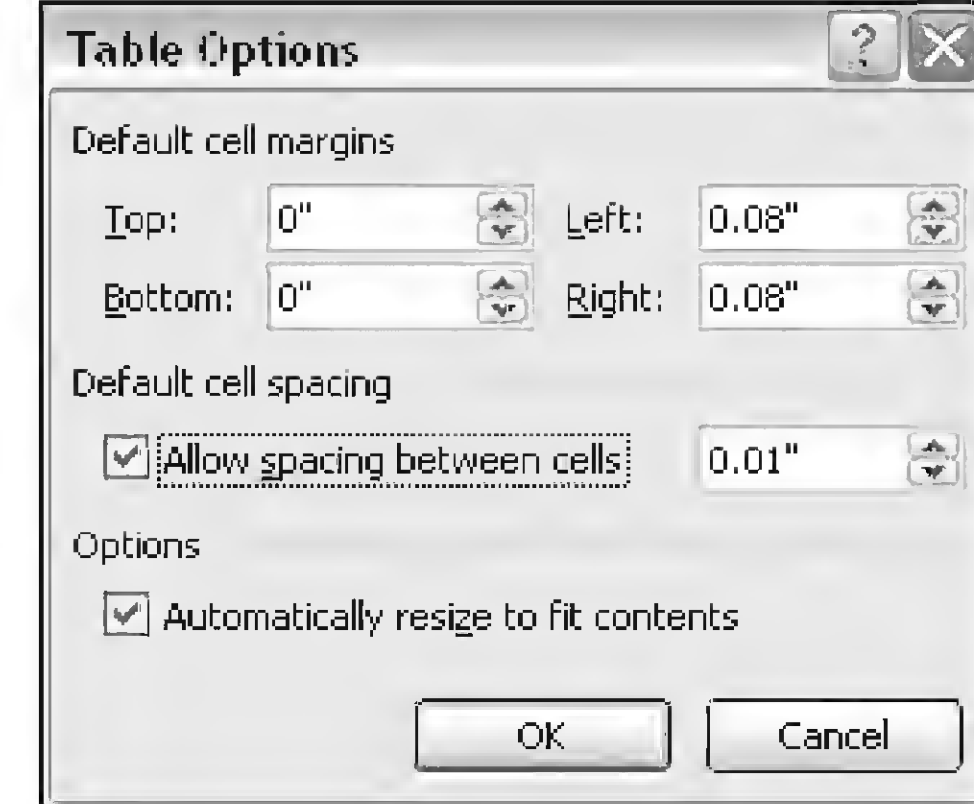 Table Options
?
Default cell margins
Top: 0" Left: 0.08"
Bottom: 0" Right: 0.08"
Default cell spacing
Allow spacing between cells 0.01"
Options
Automatically resize to fit contents
OK Cancel